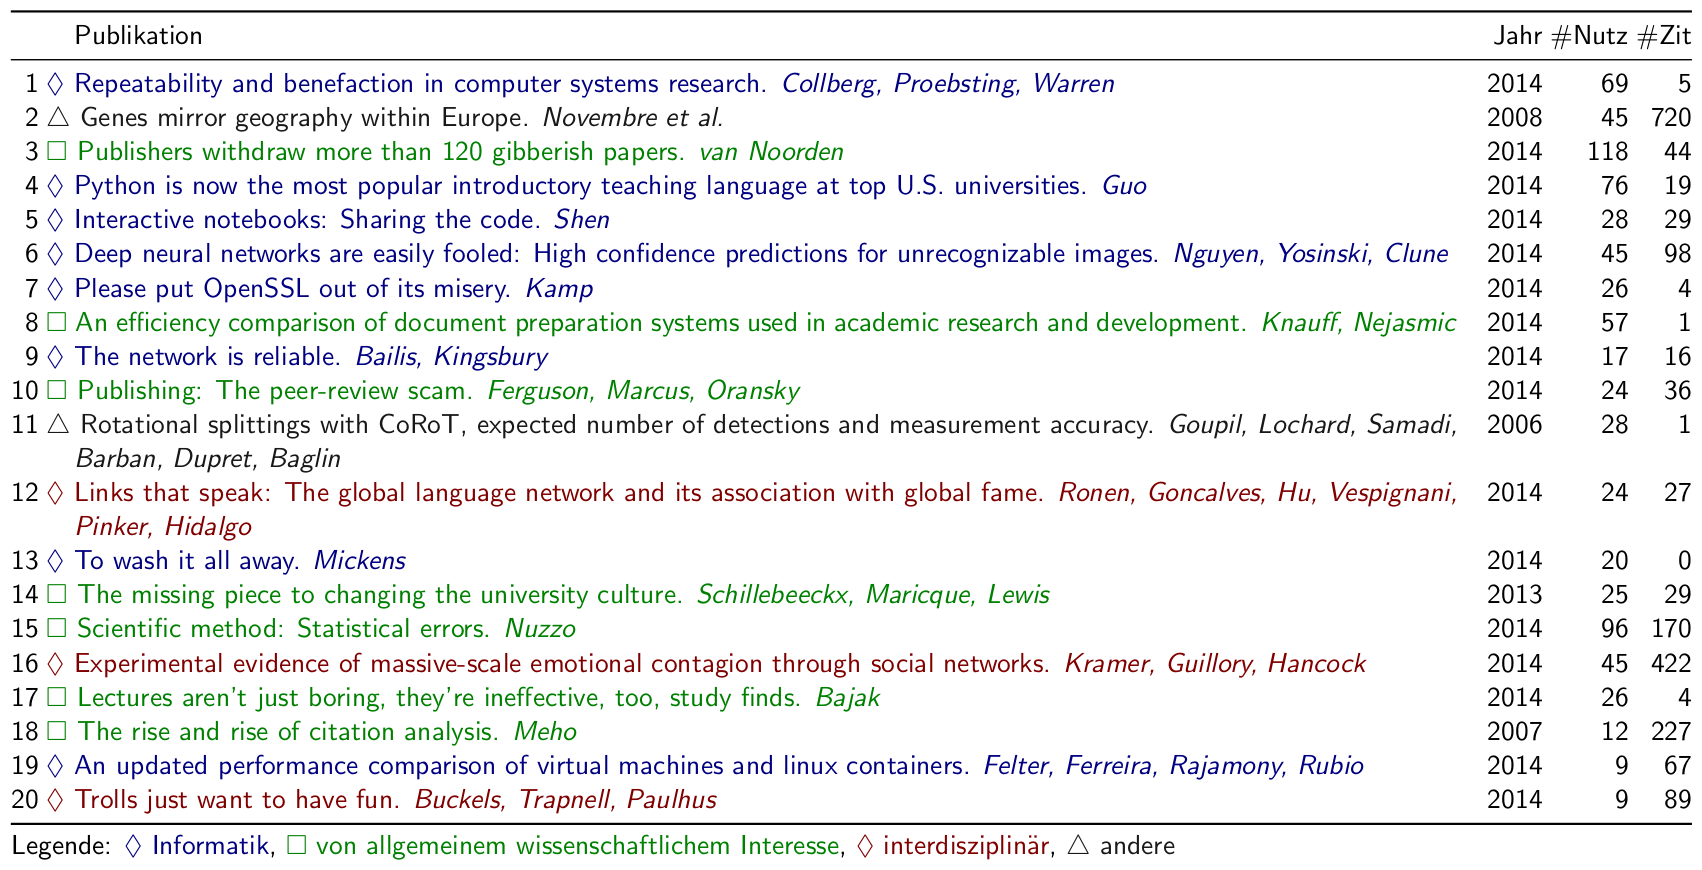 Publikation Jahr #Nutz #Zit
1 ♢ Repeatability and benefaction in computer systems research. Collberg, Proebsting, Warren 2014 69 5
2 △ Genes mirror geography within Europe. Novembre et al. 2008 45 720
3 □ Publishers withdraw more than 120 gibberish papers. van Noorden 2014 118 44
4 ♢ Python is now the most popular introductory teaching language at top U.S. universities. Guo 2014 76 19
5 ♢ Interactive notebooks: Sharing the code. Shen 2014 28 29
6 ♢ Deep neural networks are easily fooled: High confidence predictions for unrecognizable images. Nguyen, Yosinski, Clune 2014 45 98
7 ♢ Please put OpenSSL out of its misery. Kamp 2014 26 4
8 □ An efficiency comparison of document preparation systems used in academic research and development. Knauff, Nejasmic 2014 57 1
9 ♢ The network is reliable. Bailis, Kingsbury 2014 17 16
10 □ Publishing: The peer-review scam. Ferguson, Marcus, Oransky 2014 24 36
11 △ Rotational splittings with CoRoT, expected number of detections and measurement accuracy. Goupil, Lochard, Samadi, 2006 28 1
Barban, Dupret, Baglin
12 ♢ Links that speak: The global language network and its association with global fame. Ronen, Goncalves, Hu, Vespignani, 2014 24 27
Pinker, Hidalgo
13 ♢ To wash it all away. Mickens 2014 20 0
14 □ The missing piece to changing the university culture. Schillebeeckx, Maricque, Lewis 2013 25 29
15 □ Scientific method: Statistical errors. Nuzzo 2014 96 170
16 ♢ Experimental evidence of massive-scale emotional contagion through social networks. Kramer, Guillory, Hancock 2014 45 422
17 □ Lectures aren't just boring, they're ineffective, too, study finds. Bajak 2014 26 4
18 □ The rise and rise of citation analysis. Meho 2007 12 227
19 ♢ An updated performance comparison of virtual machines and linux containers. Felter, Ferreira, Rajamony, Rubio 2014 9 67
20 ♢ Trolls just want to have fun. Buckels, Trapnell, Paulhus 2014 9 89
Legende: ♢ Informatik, □ von allgemeinem wissenschaftlichem Interesse, ♢ interdisziplinär, △ andere